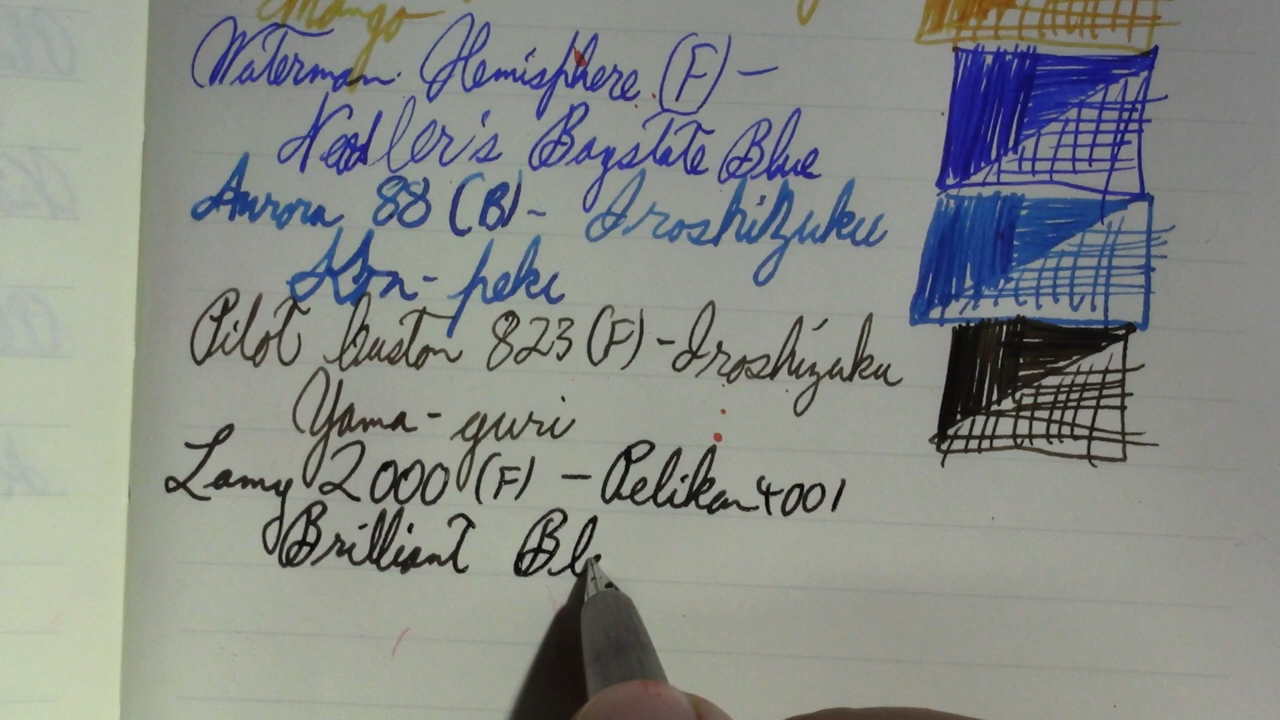 Mango
Waterman Hemisphere (F) -
Noodler's Baystate Blue
Aurora 88 (B) - Iroshizuku
Kon-peki
Pilot Custom 823 (F) - Iroshizuku
Yama-guri
Lamy 2000 (F) - Pelikan 4001
Brilliant Bl